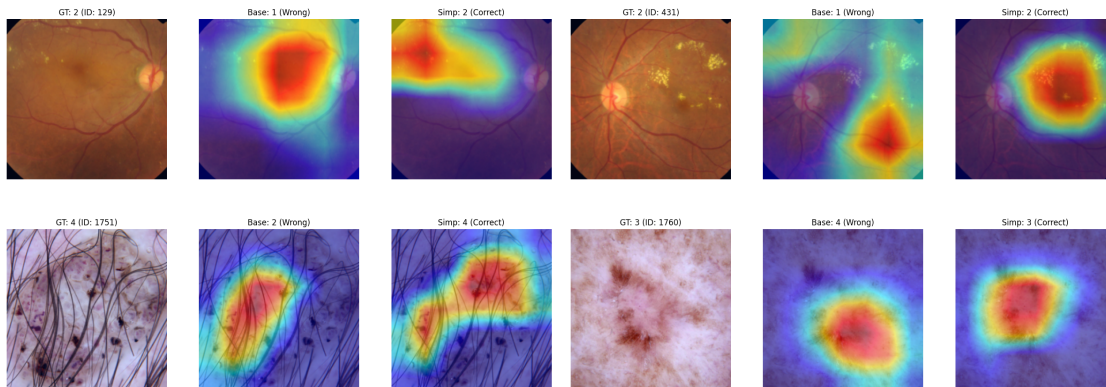 GT: 2 (ID: 129)
Base: 1 (Wrong)
Simp: 2 (Correct)
GT: 2 (ID: 431)
Base: 1 (Wrong)
Simp: 2 (Correct)
GT: 4 (ID: 1751)
Base: 2 (Wrong)
Simp: 4 (Correct)
GT: 3 (ID: 1760)
Base: 4 (Wrong)
Simp: 3 (Correct)